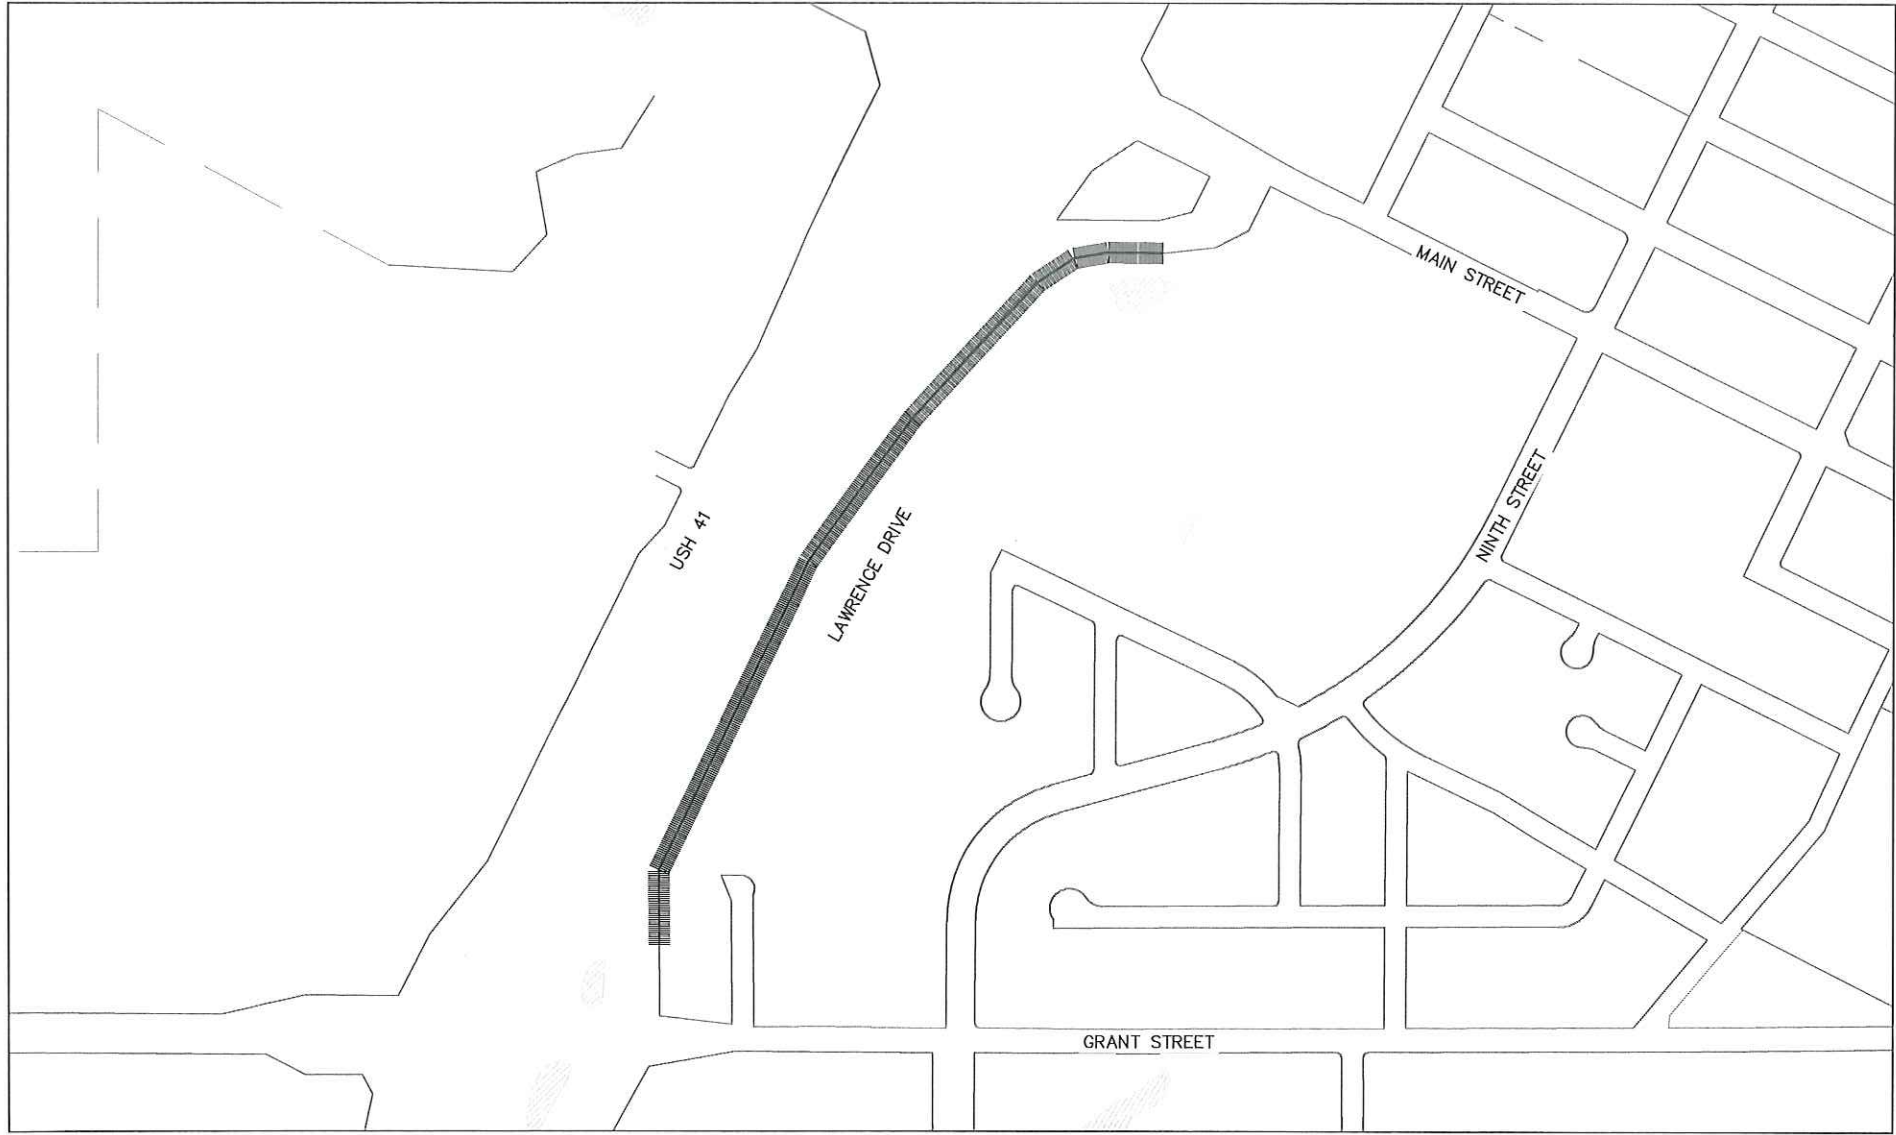 MAIN STREET
NINTH STREET
USH 41
LAWRENCE DRIVE
GRANT STREET